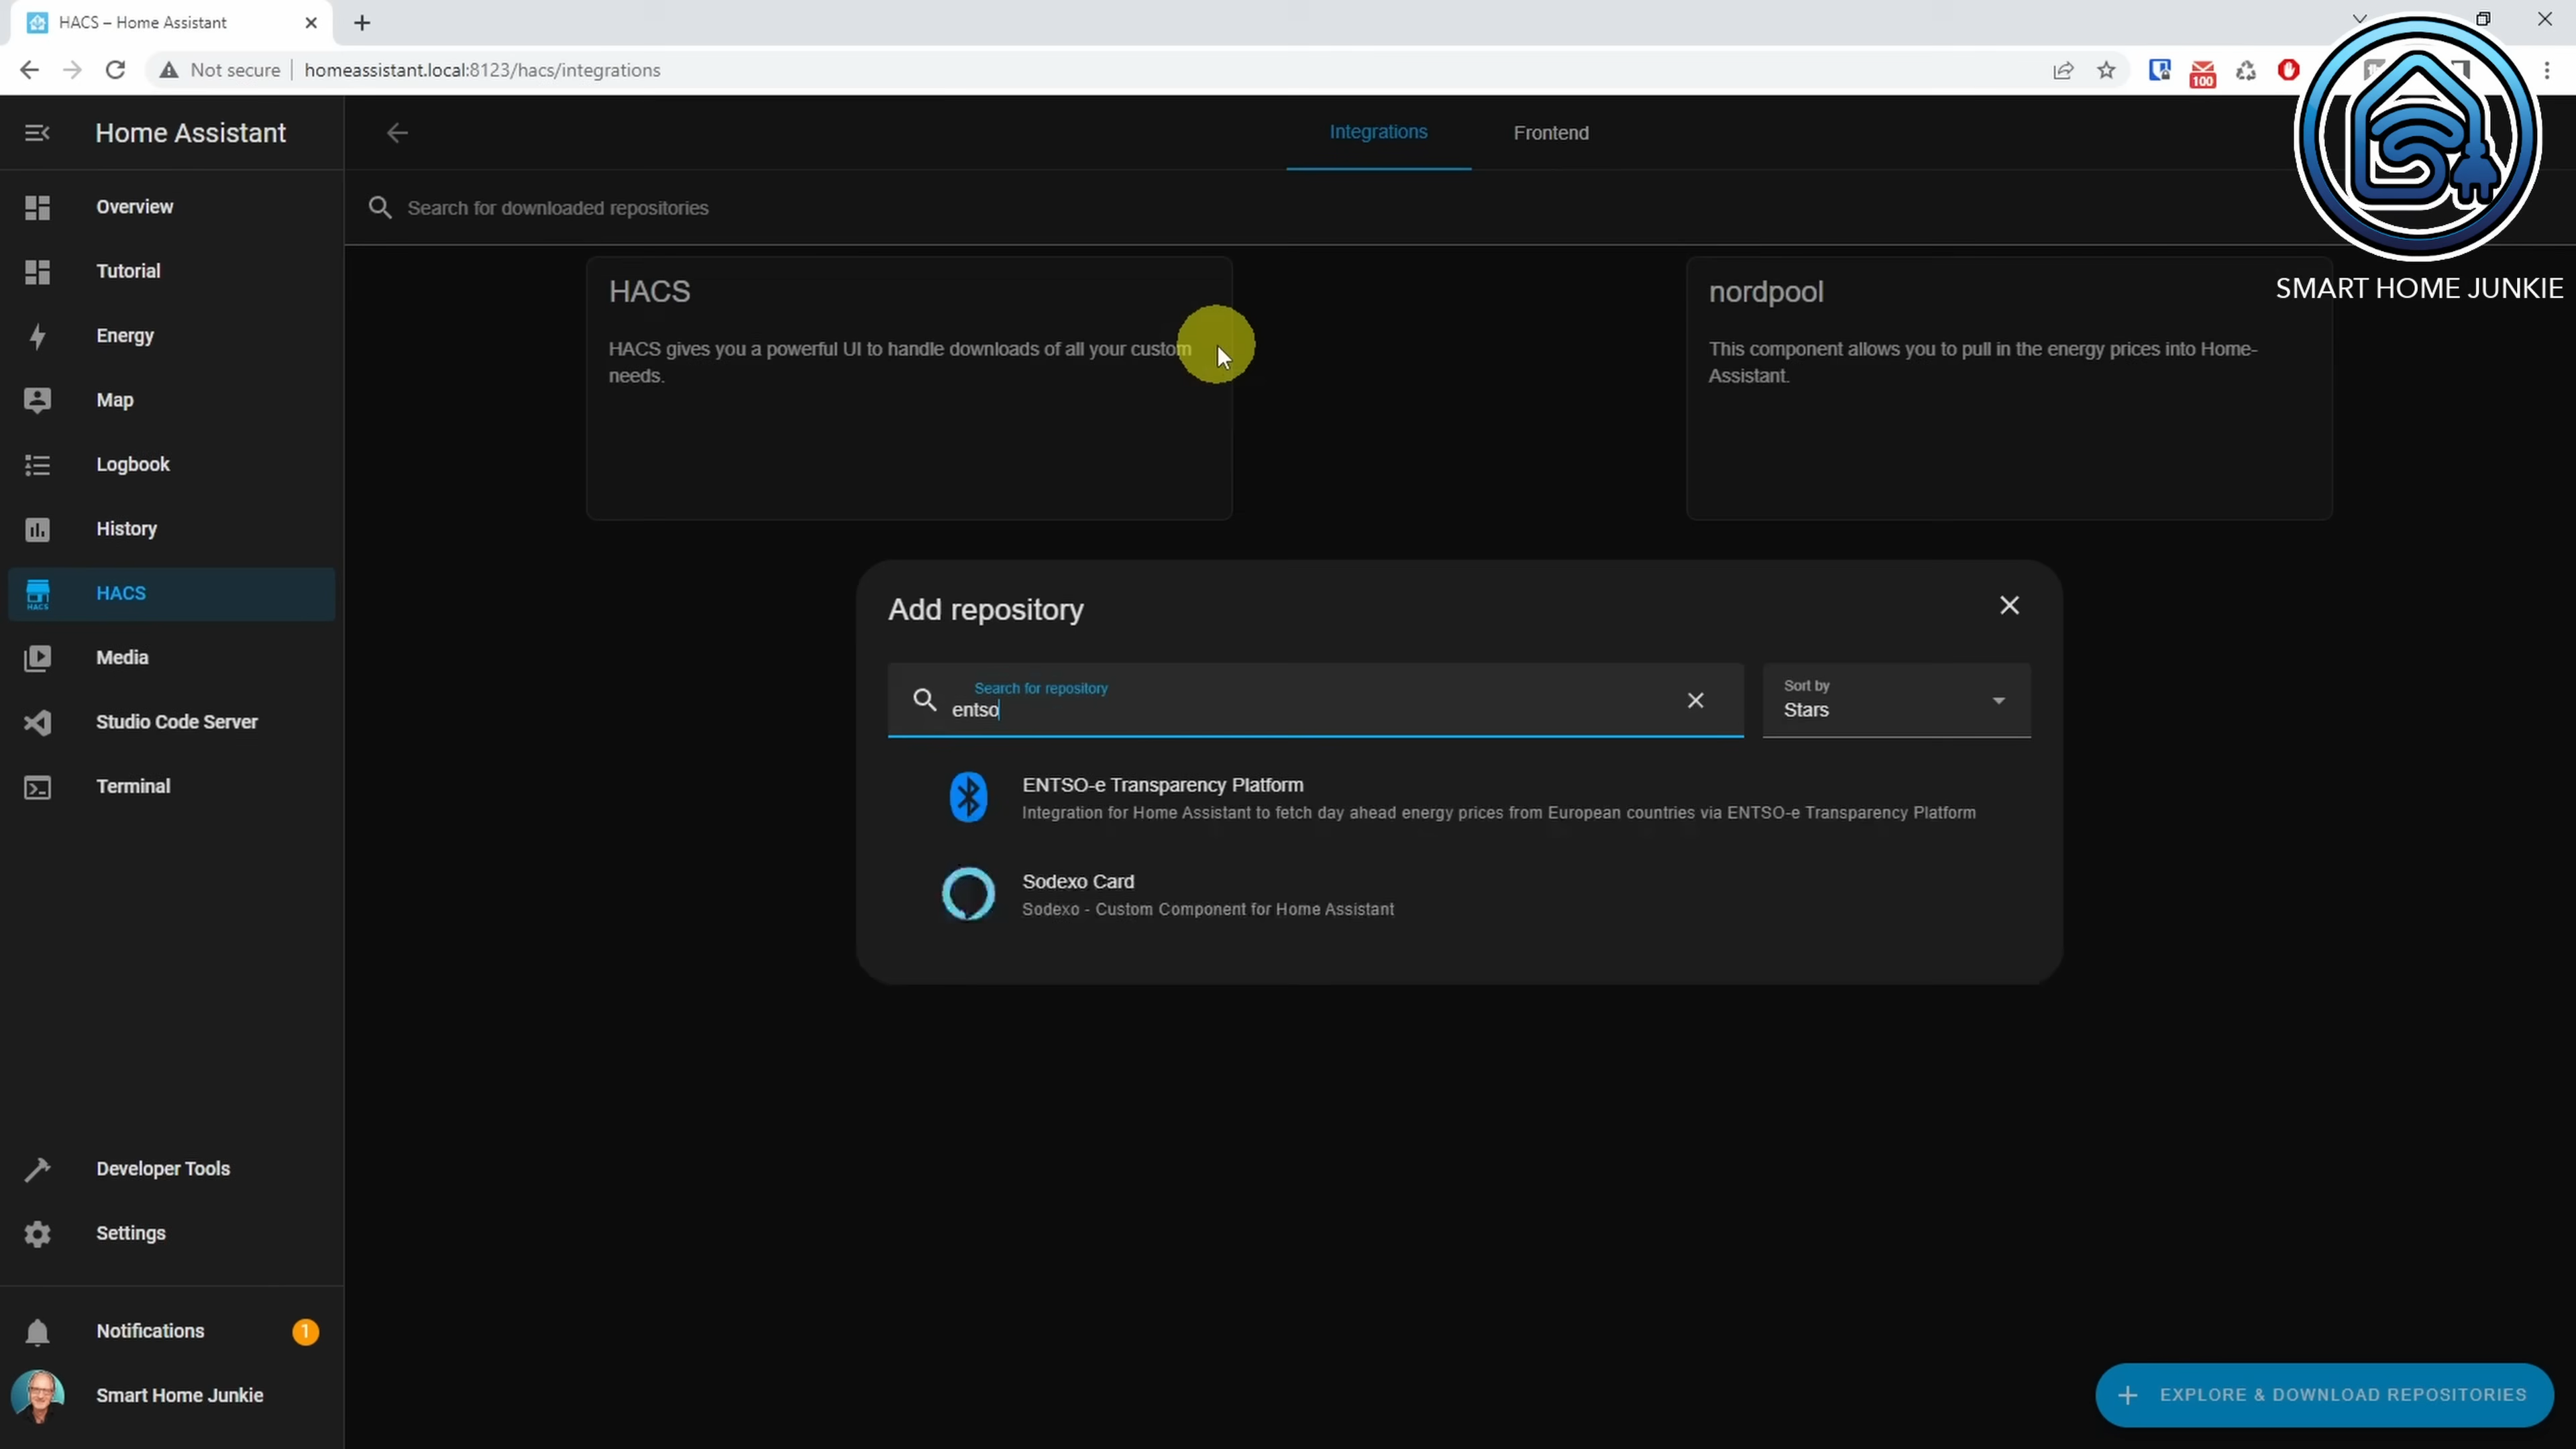 HACS – Home Assistant
Not secure
homeassistant.local:8123/hacs/integrations
100
Home Assistant
Integrations
Frontend
Overview
Search for downloaded repositories
Tutorial
HACS
nordpool
SMART HOME JUNKIE
Energy
HACS gives you a powerful UI to handle downloads of all your custom
needs.
This component allows you to pull in the energy prices into Home-
Assistant.
Map
Logbook
History
HACS
HACS
Add repository
Media
Search for repository
entso
Sort by
Stars
Studio Code Server
Terminal
ENTSO-e Transparency Platform
Integration for Home Assistant to fetch day ahead energy prices from European countries via ENTSO-e Transparency Platform
Sodexo Card
Sodexo - Custom Component for Home Assistant
Developer Tools
Settings
Notifications
1
Smart Home Junkie
EXPLORE & DOWNLOAD REPOSITORIES